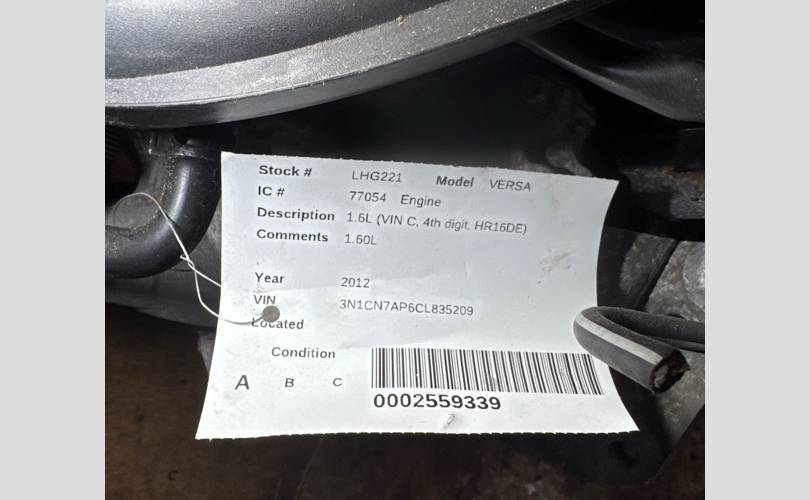 Stock # LHG221 Model VERSA
IC # 77054 Engine
Description 1.6L (VIN C, 4th digit, HR16DE)
Comments 1.60L
Year 2012
VIN 3N1CN7AP6CL835209
Located
Condition
A B C
0002559339